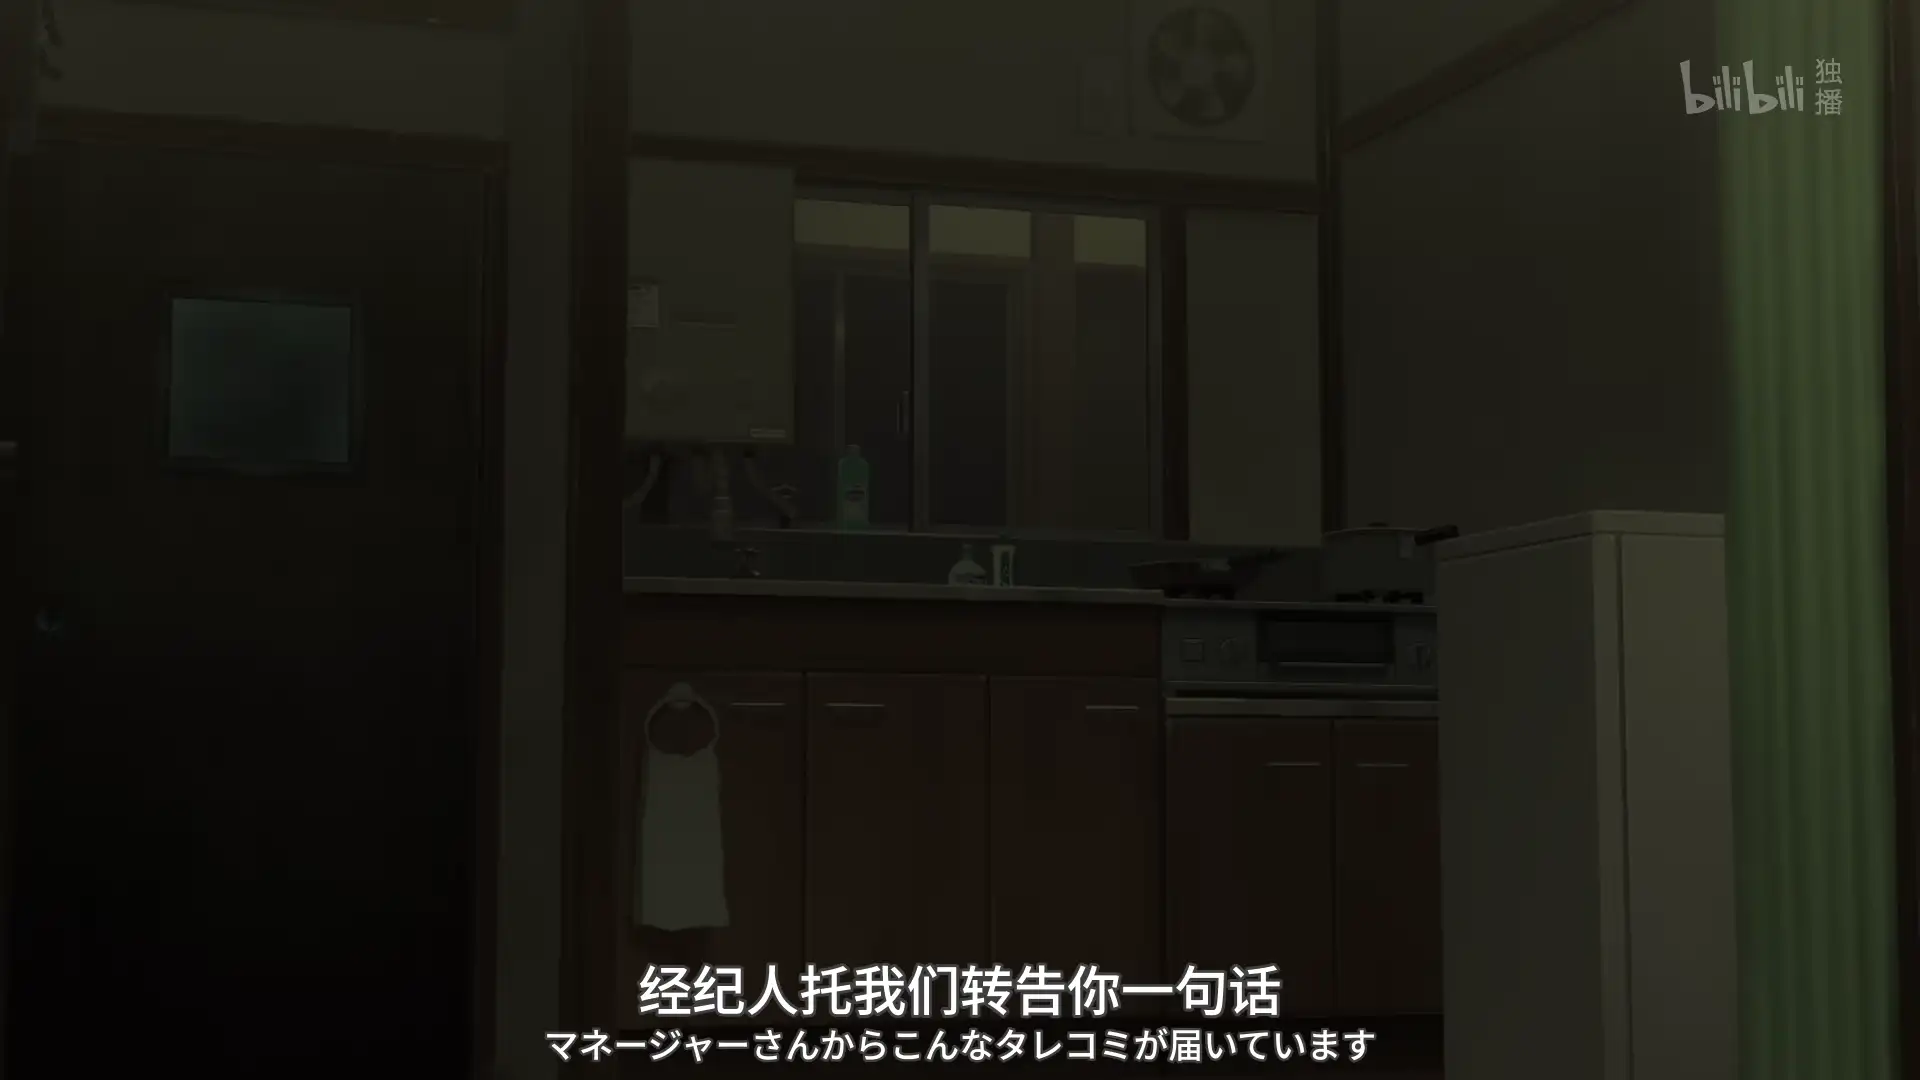 bilibili 独播
经纪人托我们转告你一句话
マネージャーさんからこんなタレコミが届いています